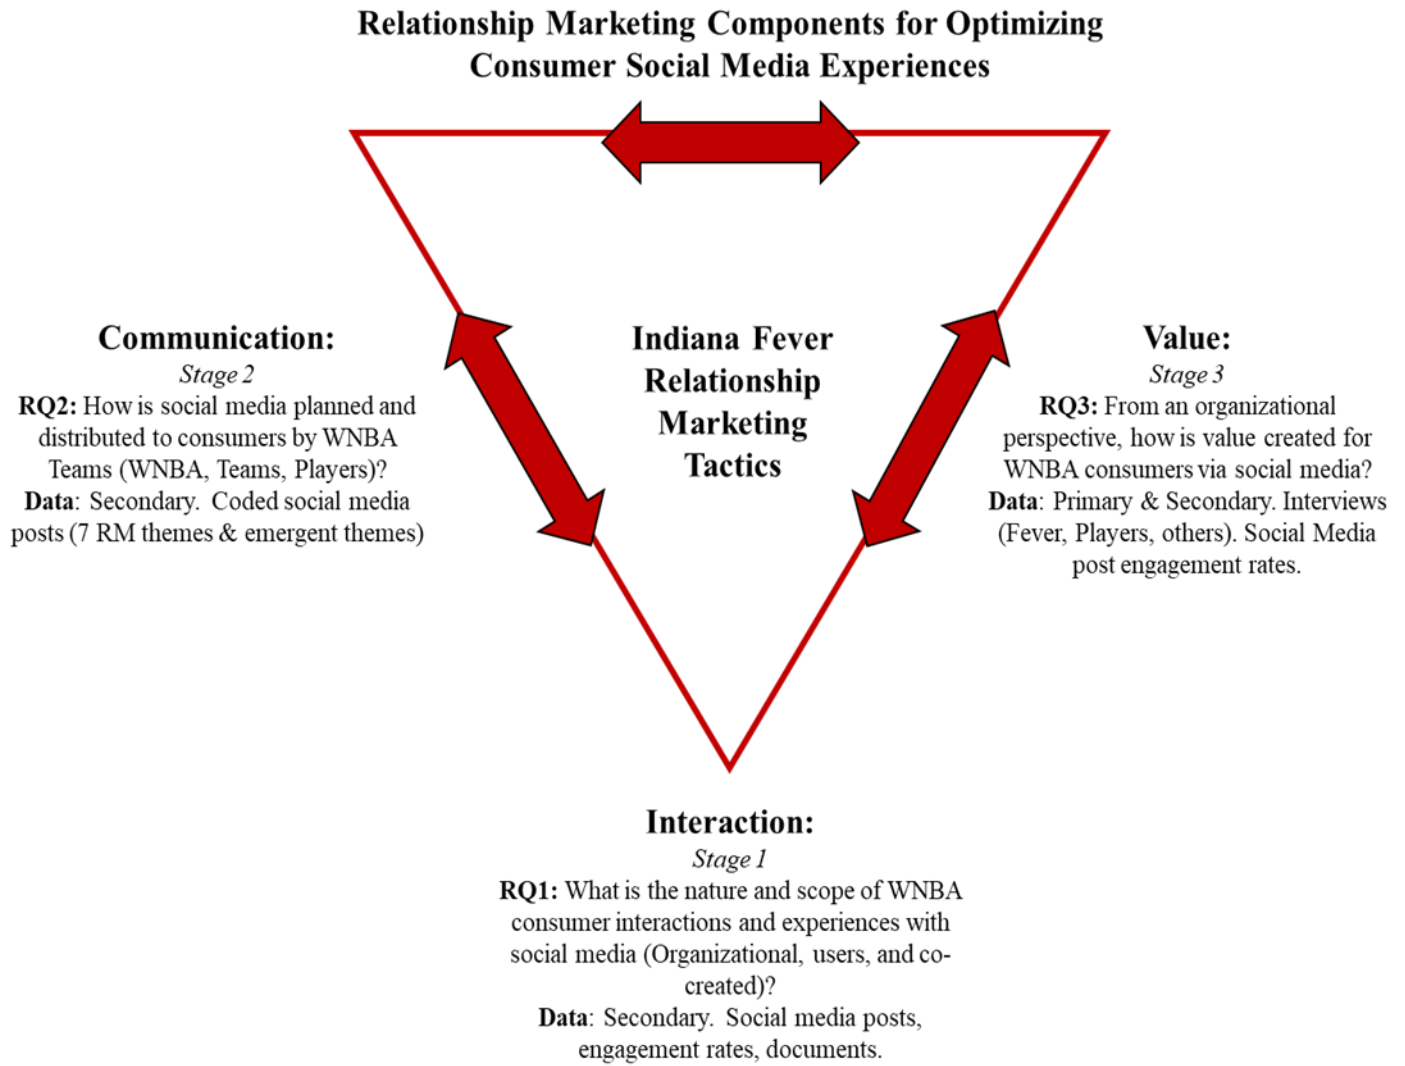 Relationship Marketing Components for Optimizing
Consumer Social Media Experiences
Communication:
Stage 2
RQ2: How is social media planned and
distributed to consumers by WNBA
Teams (WNBA, Teams, Players)?
Data: Secondary. Coded social media
posts (7 RM themes & emergent themes)
Indiana Fever
Relationship
Marketing
Tactics
Value:
Stage 3
RQ3: From an organizational
perspective, how is value created for
WNBA consumers via social media?
Data: Primary & Secondary. Interviews
(Fever, Players, others). Social Media
post engagement rates.
Interaction:
Stage 1
RQ1: What is the nature and scope of WNBA
consumer interactions and experiences with
social media (Organizational, users, and co-
created)?
Data: Secondary. Social media posts,
engagement rates, documents.